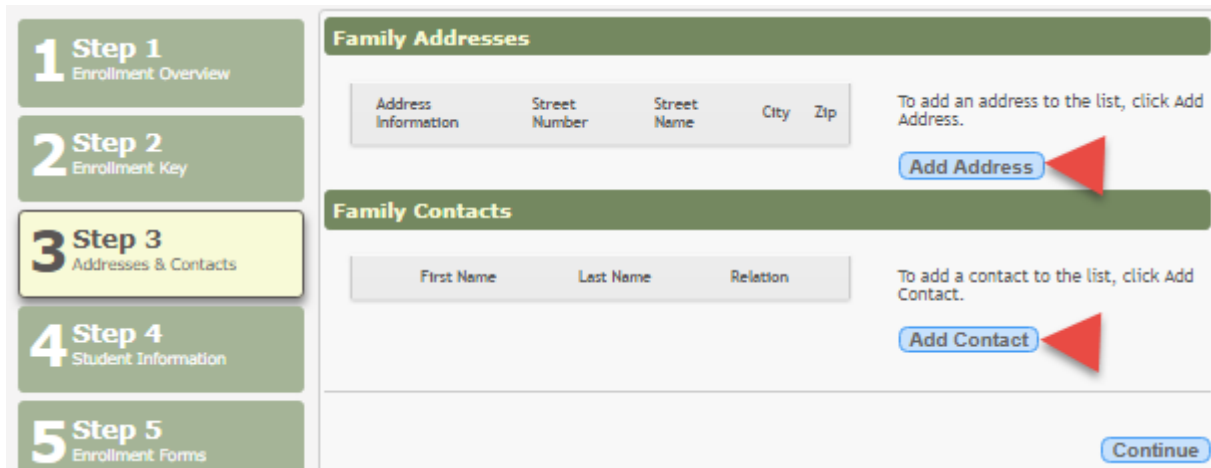 1 Step 1
Enrollment Overview
2 Step 2
Enrollment Key
3 Step 3
Addresses & Contacts
4 Step 4
Student Information
5 Step 5
Enrollment Forms
Family Addresses
Address Information
Street Number
Street Name
City
Zip
To add an address to the list, click Add
Address.
Add Address
Family Contacts
First Name
Last Name
Relation
To add a contact to the list, click Add
Contact.
Add Contact
Continue